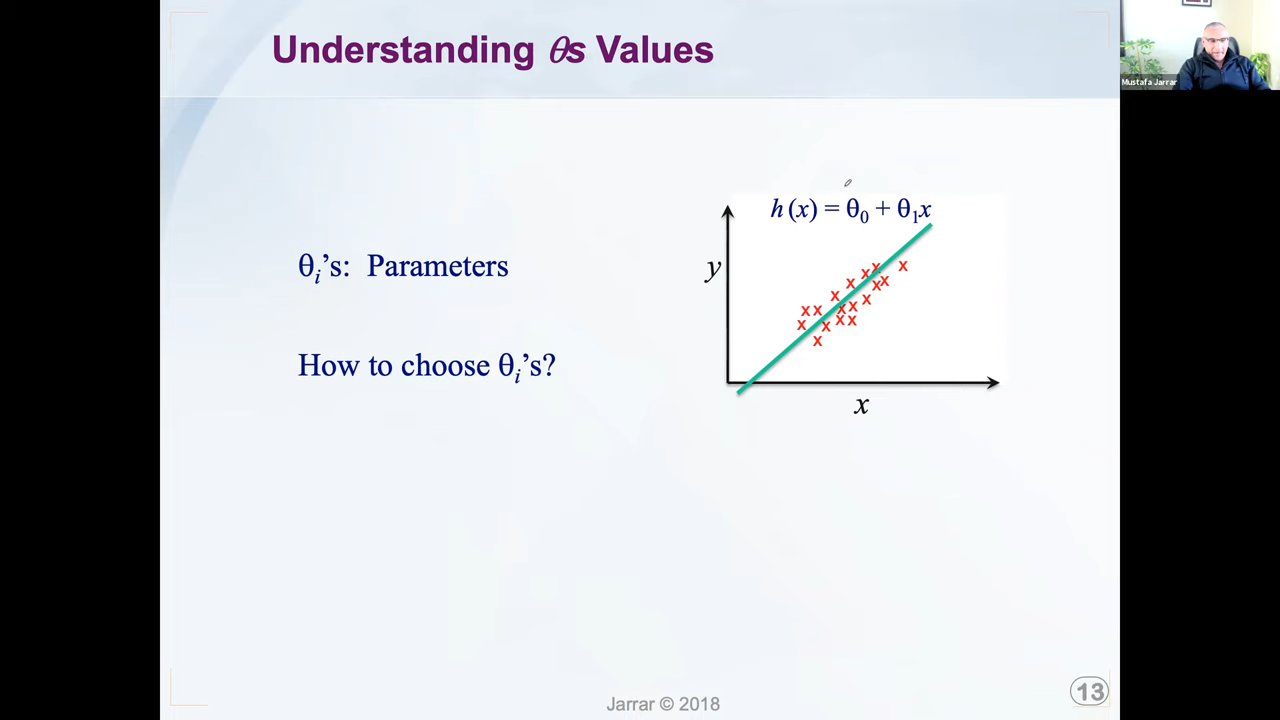 Understanding θs Values
Mustafa Jarrar
h (x) = θ₀ + θ₁x
θᵢ's: Parameters
y
How to choose θᵢ's?
x
Jarrar © 2018
13